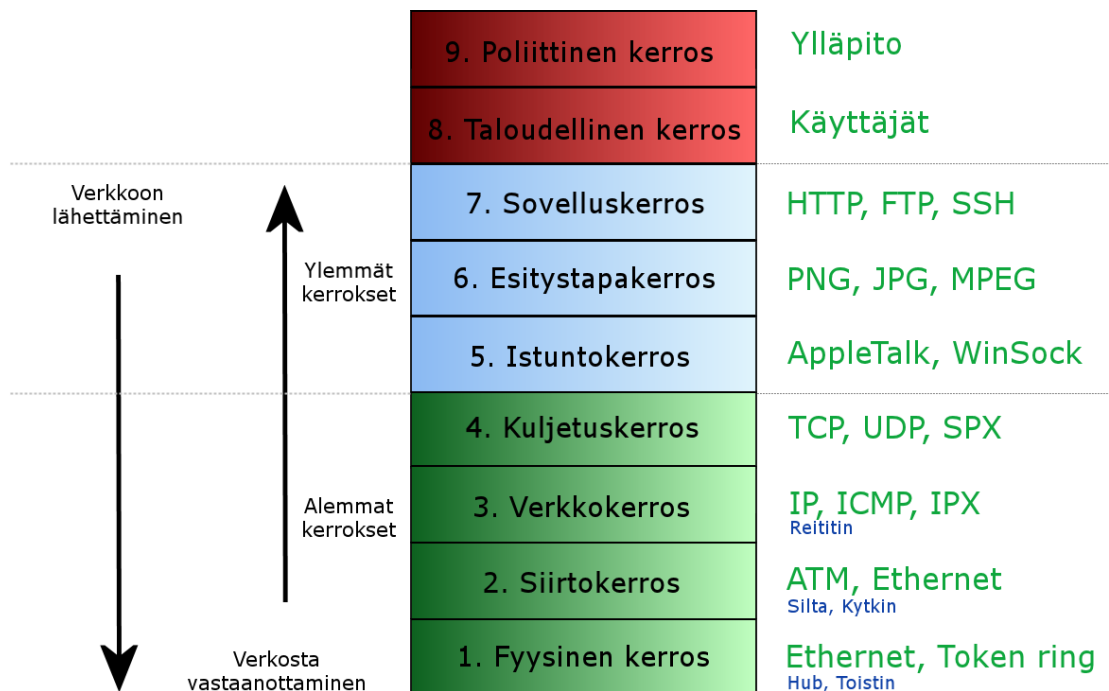 9. Poliittinen kerros
Ylläpito
8. Taloudellinen kerros
Käyttäjät
Verkkoon
lähettäminen
7. Sovelluskerros
HTTP, FTP, SSH
Ylemmät
kerrokset
6. Esitystapakerros
PNG, JPG, MPEG
5. Istuntokerros
AppleTalk, WinSock
4. Kuljetuskerros
TCP, UDP, SPX
Alemmat
kerrokset
3. Verkkokerros
IP, ICMP, IPX
Reititin
2. Siirtokerros
ATM, Ethernet
Silta, Kytkin
Verkosta
vastaanottaminen
1. Fyysinen kerros
Ethernet, Token ring
Hub, Toistin